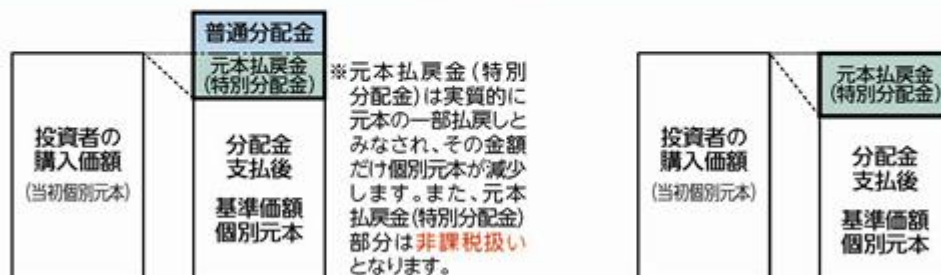 普通分配金
元本払戻金
(特別分配金)
投資者の
購入価額
(当初個別元本)
分配金
支払後
基準価額
個別元本
※元本払戻金(特別
分配金)は実質的に
元本の一部払戻しと
みなされ、その金額
だけ個別元本が減少
します。また、元本
払戻金(特別分配金)
部分は非課税扱い
となります。
投資者の
購入価額
(当初個別元本)
元本払戻金
(特別分配金)
分配金
支払後
基準価額
個別元本